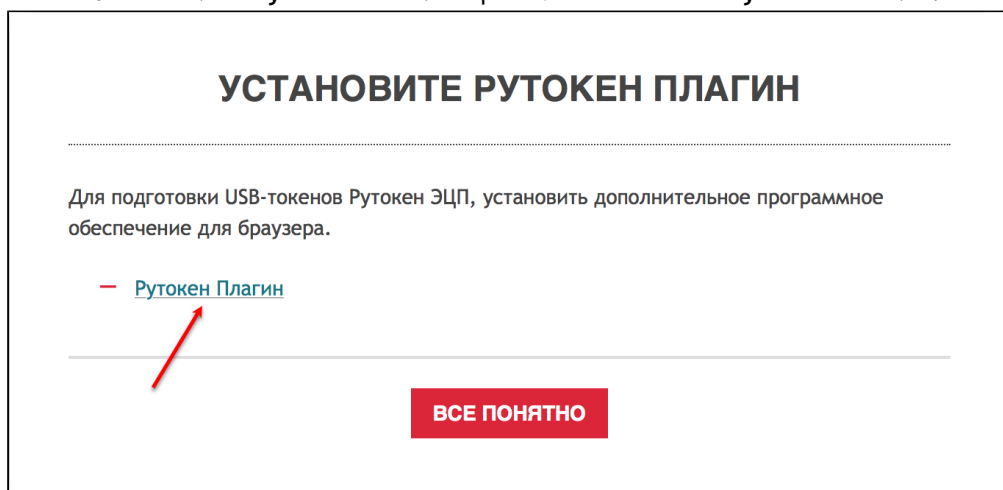 УСТАНОВИТЕ РУТОКЕН ПЛАГИН
Для подготовки USB-токенов Рутокен ЭЦП, установить дополнительное программное
обеспечение для браузера.
— Рутокен Плагин
ВСЕ ПОНЯТНО